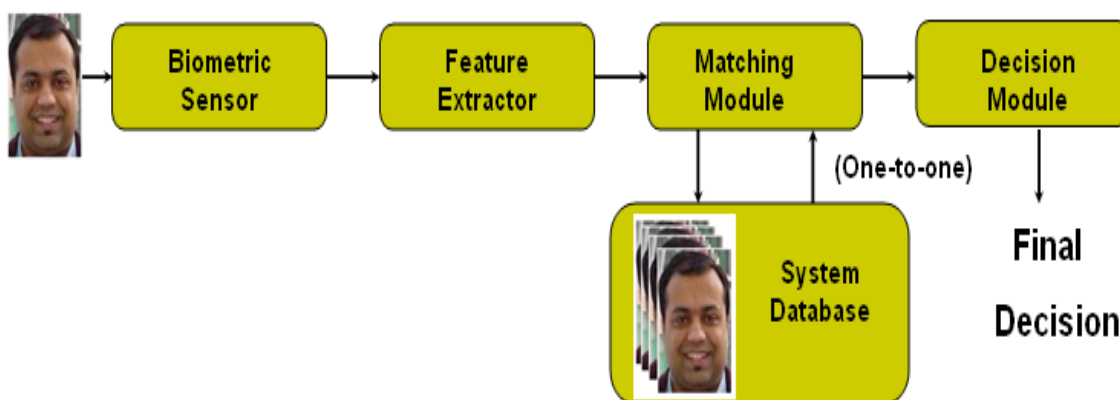 Biometric
Sensor
Feature
Extractor
Matching
Module
Decision
Module
(One-to-one)
System
Database
Final
Decision